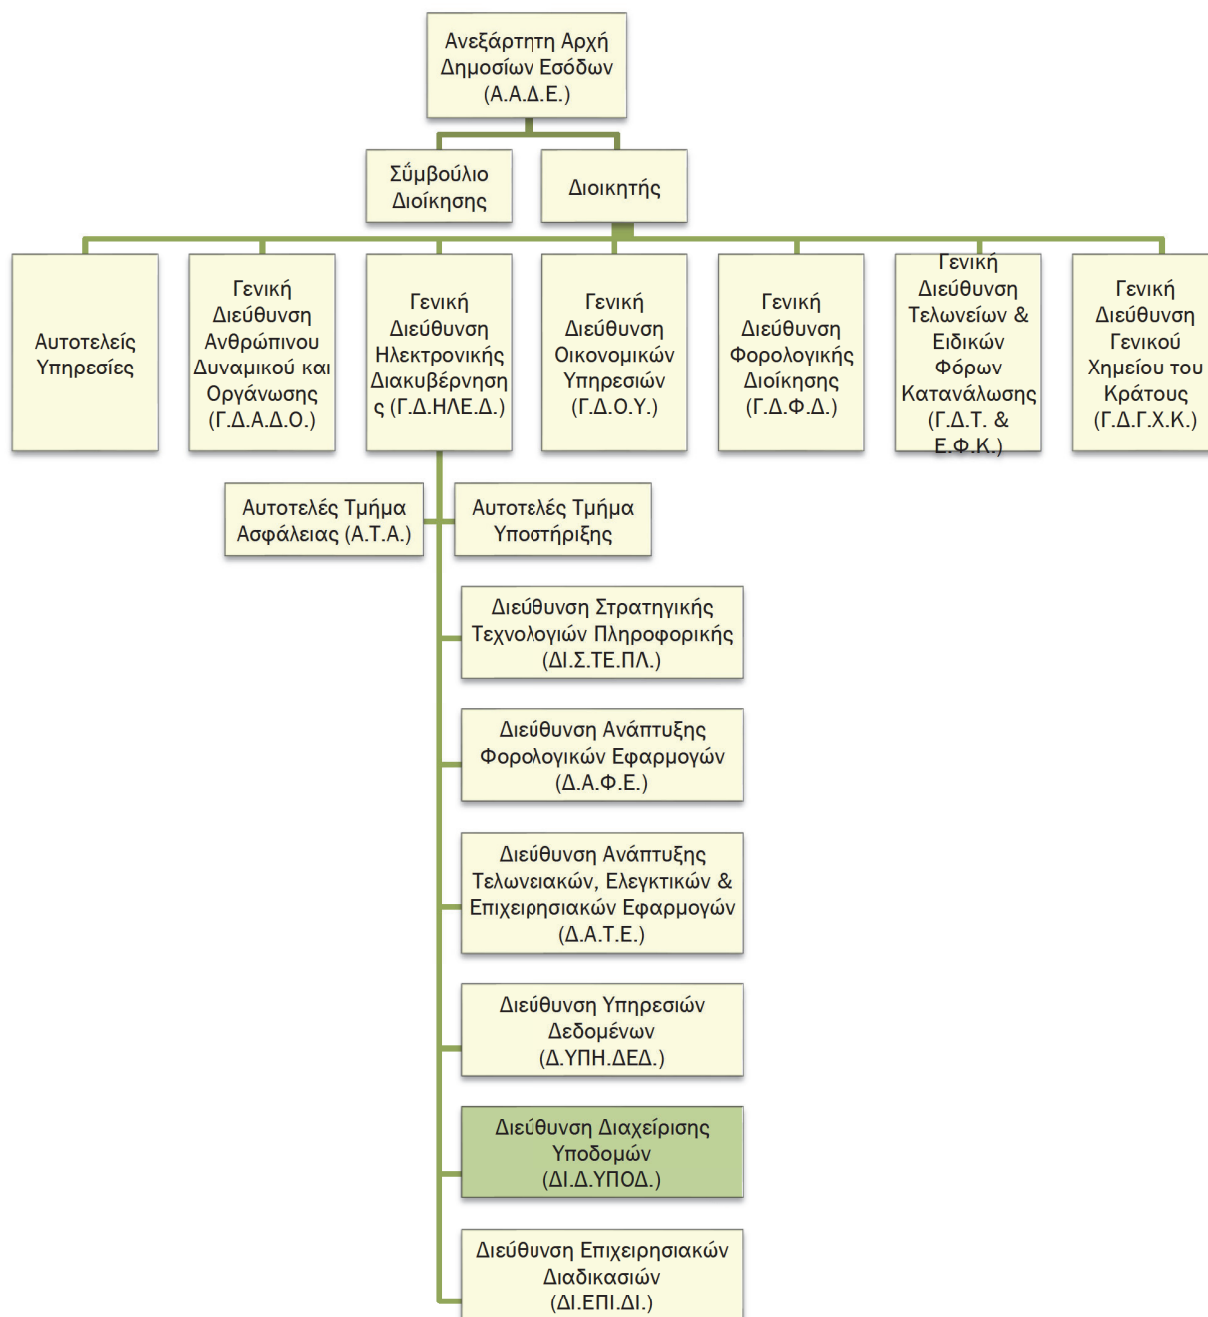 Ανεξάρτητη Αρχή
Δημοσίων Εσόδων
(Α.Α.Δ.Ε.)
Σΰμβούλιο
Διοίκησης
Διοικητής
Αυτοτελείς
Υπηρεσίες
Γενική
Διεύθυνση
Ανθρώπινου
Δυναμικού και
Οργάνωσης
(Γ.Δ.Α.Δ.Ο.)
Γενική
Διεύθυνση
Ηλεκτρονικής
Διακυβέρνηση
ς (Γ.Δ.ΗΛΕ.Δ.)
Γενική
Διεύθυνση
Οικονομικών
Υπηρεσιών
(Γ.Δ.Ο.Υ.)
Γενική
Διεύθυνση
Φορολογικής
Διοίκησης
(Γ.Δ.Φ.Δ.)
Γενική
Διεύθυνση
Τελωνείων &
Ειδικών
Φόρων
Κατανάλωσης
(Γ.Δ.Τ. &
Ε.Φ.Κ.)
Γενική
Διεύθυνση
Γενικού
Χημείου του
Κράτους
(Γ.Δ.Γ.Χ.Κ.)
Αυτοτελές Τμήμα
Ασφάλειας (Α.Τ.Α.)
Αυτοτελές Τμήμα
Υποστήριξης
Διεύθυνση Στρατηγικής
Τεχνολογιών Πληροφορικής
(ΔΙ.Σ.ΤΕ.ΠΛ.)
Διεύθυνση Ανάπτυξης
Φορολογικών Εφαρμογών
(Δ.Α.Φ.Ε.)
Διεύθυνση Ανάπτυξης
Τελωνειακών, Ελεγκτικών &
Επιχειρησιακών Εφαρμογών
(Δ.Α.Τ.Ε.)
Διεύθυνση Υπηρεσιών
Δεδομένων
(Δ.ΥΠΗ.ΔΕΔ.)
Διεύθυνση Διαχείρισης
Υποδομών
(ΔΙ.Δ.ΥΠΟΔ.)
Διεύθυνση Επιχειρησιακών
Διαδικασιών
(ΔΙ.ΕΠΙ.ΔΙ.)